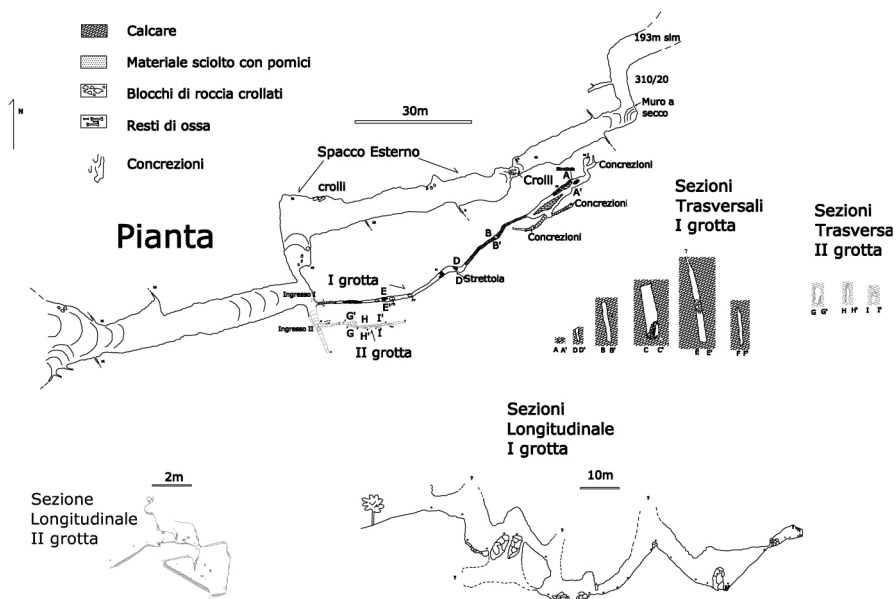 Calcare
Materiale sciolto con pomici
Blocchi di roccia crollati
Resti di ossa
Concrezioni
N
30m
193m slm
310/20
Muro a
secco
Spacco Esterno
crolli
Crolli
Concrezioni
Strettoia
A
A'
Concrezioni
Concrezioni
B
B'
D
D'
Strettoia
Pianta
I grotta
E
E'
Ingresso I
Ingresso II
G' H I'
G H' I
II grotta
Sezioni
Trasversali
I grotta
?
A A' D D' B B' C C' E E' F F'
Sezioni
Trasversa
II grotta
G G' H H' I I'
Sezioni
Longitudinale
I grotta
10m
? ? ? ?
2m
Sezione
Longitudinale
II grotta